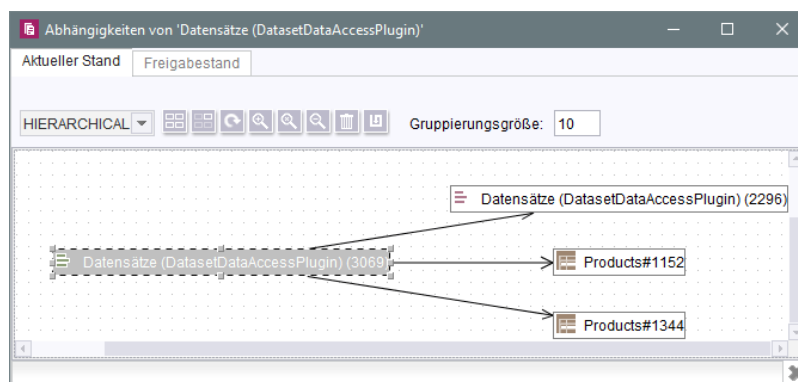 Abhängigkeiten von 'Datensätze (DatasetDataAccessPlugin)'
Aktueller Stand Freigabestand
HIERARCHICAL Gruppierungsgröße: 10
Datensätze (DatasetDataAccessPlugin) (2296)
Datensätze (DatasetDataAccessPlugin) (3069)
Products#1152
Products#1344